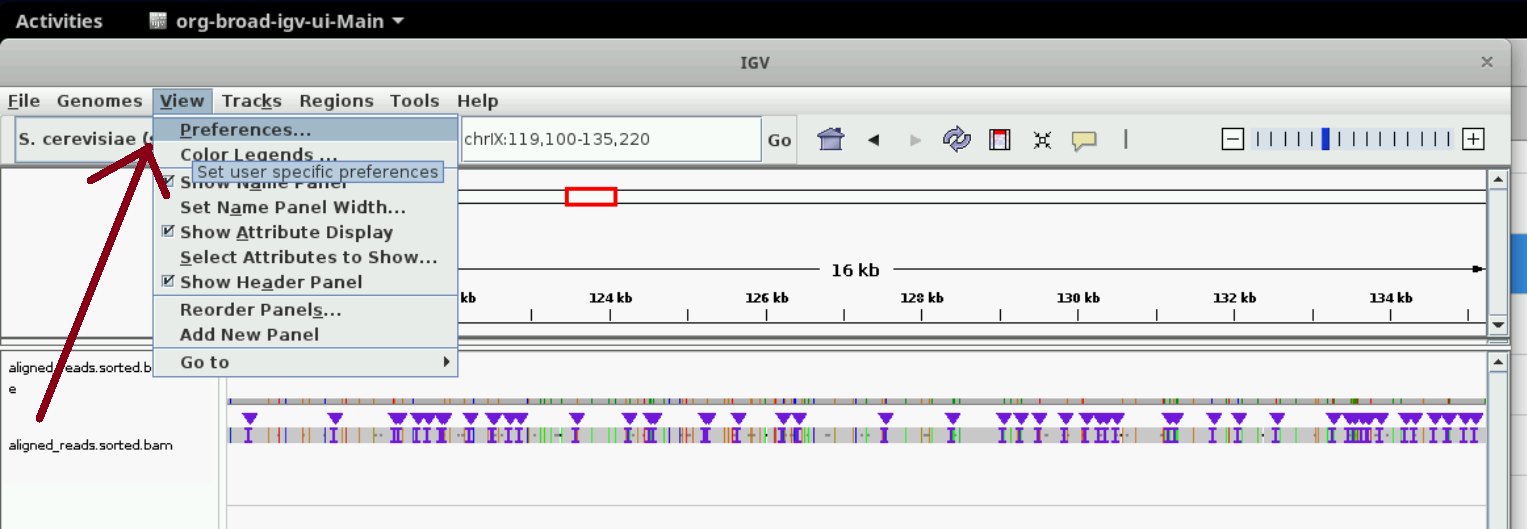 Activities org-broad-igv-ui-Main
IGV
File Genomes View Tracks Regions Tools Help
S. cerevisiae ( chrIX:119,100-135,220 Go
Preferences...
Color Legends ...
Set user specific preferences
Show Name Panel
Set Name Panel Width...
Show Attribute Display
Select Attributes to Show...
Show Header Panel
Reorder Panels...
Add New Panel
Go to
16 kb
kb 124 kb 126 kb 128 kb 130 kb 132 kb 134 kb
aligned_reads.sorted.b
e
aligned_reads.sorted.bam